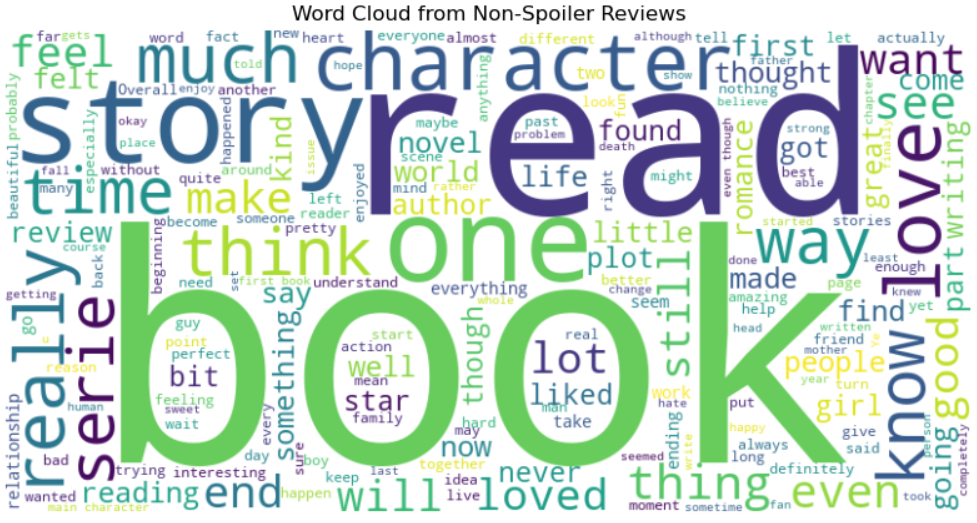 Word Cloud from Non-Spoiler Reviews
far gets
feel
felt
word fact new heart everyone almost
much character
different although tell let actually
first
want
told
hope
anything
two
show
father
thought
come
Overall enjoy another
look fun
nothing
believe
chapter
see
beautiful probably
story read
okay
place
especially
happened
kind
issue
maybe
novel
scene
past
problem
found
death
even though
strong
got
best
able
great
finally
love
writing
fall without around
time
many quite
make
world
mind rather
author
enjoyed
life
right
might
romance
part
left
reader
become someone
pretty
started stories
review
course
back
beginning
think one little
plot
way
least
enough
knew yet
getting
really
serie
need set first book understand everything
whole
better
change
seem
still
done
made
amazing
help
page
find
go
u
reason
say
something
book
guy
point
perfect
bit
feeling
sweet
wait
start
action
well
mean
star
family
though
hard
real
lot
liked
man
take
work
hate
write
head
written
friend
mother
Ye
people
year turn
girl
happy
put
know
good
going
relationship
human
bad
every
day
sure
boy
may
now
together
never
seemed
ending
always
long
give
said
definitely
person
completely
trying interesting
wanted
reading end
main character
happen
keep
will
last
idea
live
loved
thing
moment
sometime
even
took